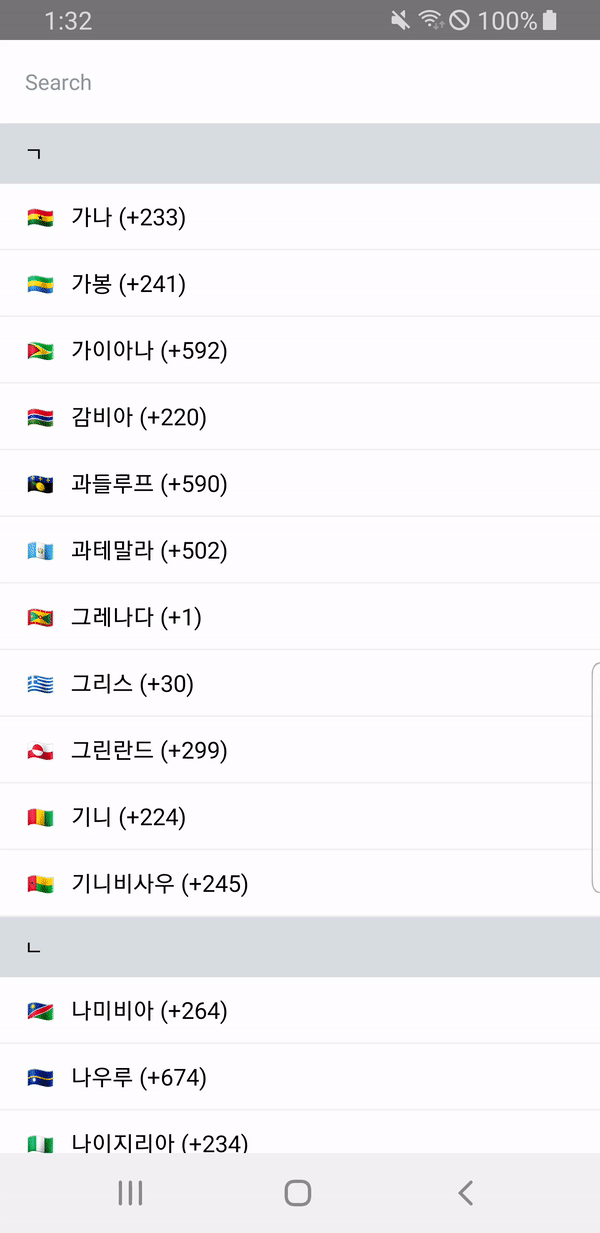 1:32
100%
Search
ㄱ
가나 (+233)
가봉 (+241)
가이아나 (+592)
감비아 (+220)
과들루프 (+590)
과테말라 (+502)
그레나다 (+1)
그리스 (+30)
그린란드 (+299)
기니 (+224)
기니비사우 (+245)
ㄴ
나미비아 (+264)
나우루 (+674)
나이지리아 (+234)